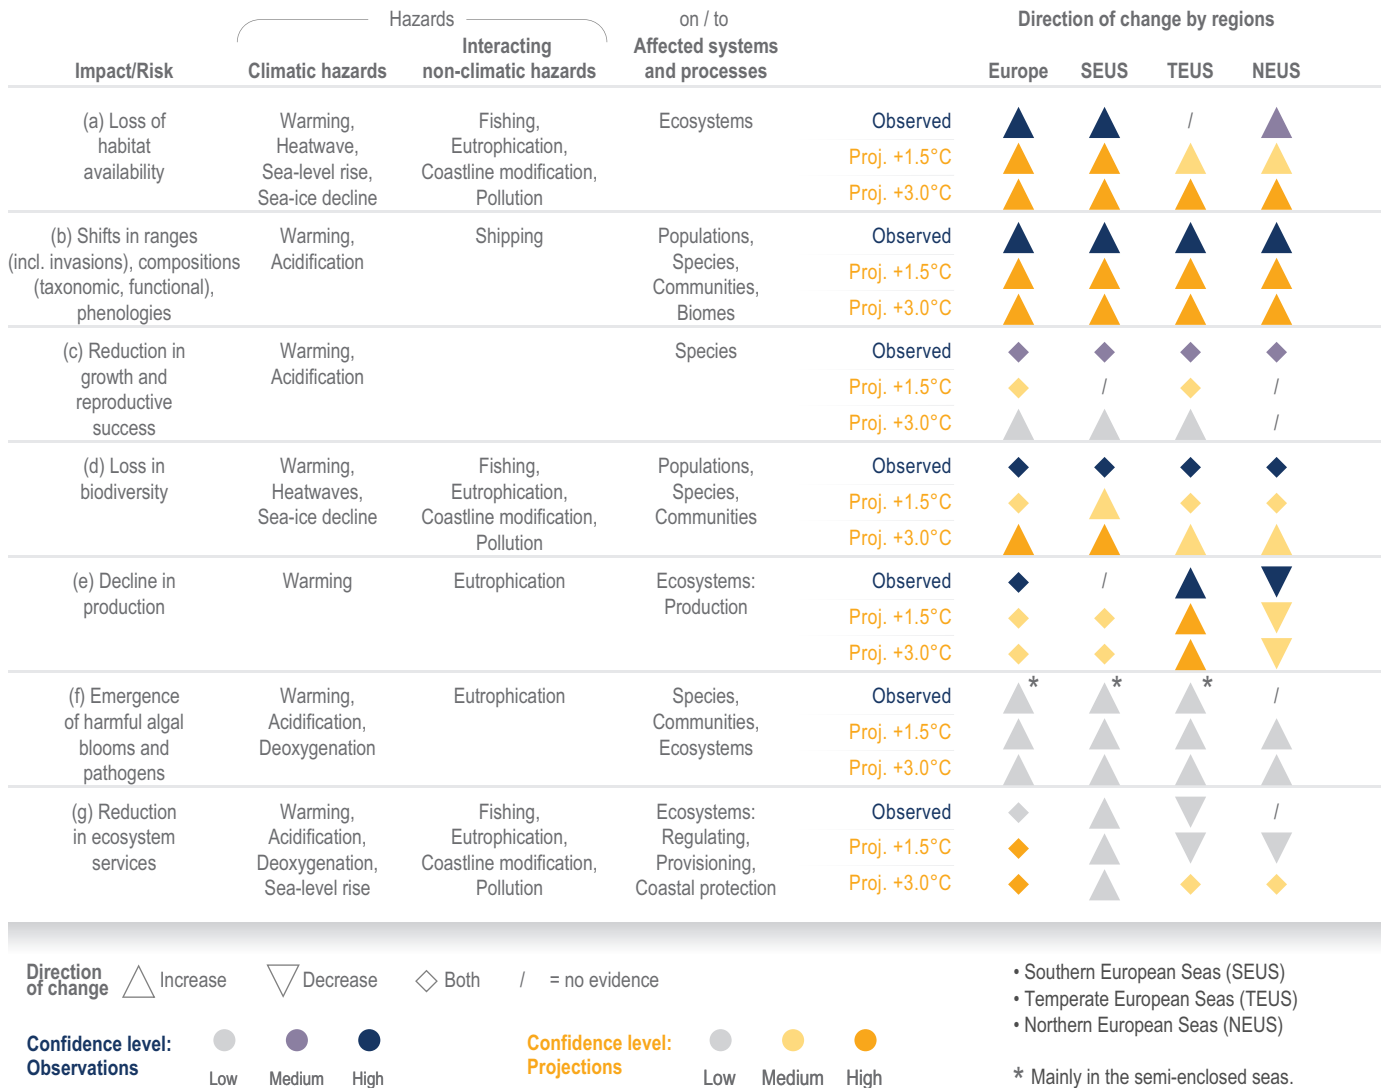 Hazards
on / to
Direction of change by regions
Impact/Risk
Climatic hazards
Interacting
non-climatic hazards
Affected systems
and processes
Europe SEUS TEUS NEUS
(a) Loss of
habitat
availability
Warming,
Heatwave,
Sea-level rise,
Sea-ice decline
Fishing,
Eutrophication,
Coastline modification,
Pollution
Ecosystems
Observed /
Proj. +1.5°C
Proj. +3.0°C
(b) Shifts in ranges
(incl. invasions), compositions
(taxonomic, functional),
phenologies
Warming,
Acidification
Shipping
Populations,
Species,
Communities,
Biomes
Observed
Proj. +1.5°C
Proj. +3.0°C
(c) Reduction in
growth and
reproductive
success
Warming,
Acidification
Species
Observed
Proj. +1.5°C / /
Proj. +3.0°C /
(d) Loss in
biodiversity
Warming,
Heatwaves,
Sea-ice decline
Fishing,
Eutrophication,
Coastline modification,
Pollution
Populations,
Species,
Communities
Observed
Proj. +1.5°C
Proj. +3.0°C
(e) Decline in
production
Warming
Eutrophication
Ecosystems:
Production
Observed /
Proj. +1.5°C
Proj. +3.0°C
(f) Emergence
of harmful algal
blooms and
pathogens
Warming,
Acidification,
Deoxygenation
Eutrophication
Species,
Communities,
Ecosystems
Observed * * * /
Proj. +1.5°C
Proj. +3.0°C
(g) Reduction
in ecosystem
services
Warming,
Acidification,
Deoxygenation,
Sea-level rise
Fishing,
Eutrophication,
Coastline modification,
Pollution
Ecosystems:
Regulating,
Provisioning,
Coastal protection
Observed /
Proj. +1.5°C
Proj. +3.0°C
Direction
of change
Increase
Decrease
Both
/ = no evidence
Confidence level:
Observations
Low Medium High
Confidence level:
Projections
Low Medium High
• Southern European Seas (SEUS)
• Temperate European Seas (TEUS)
• Northern European Seas (NEUS)
* Mainly in the semi-enclosed seas.